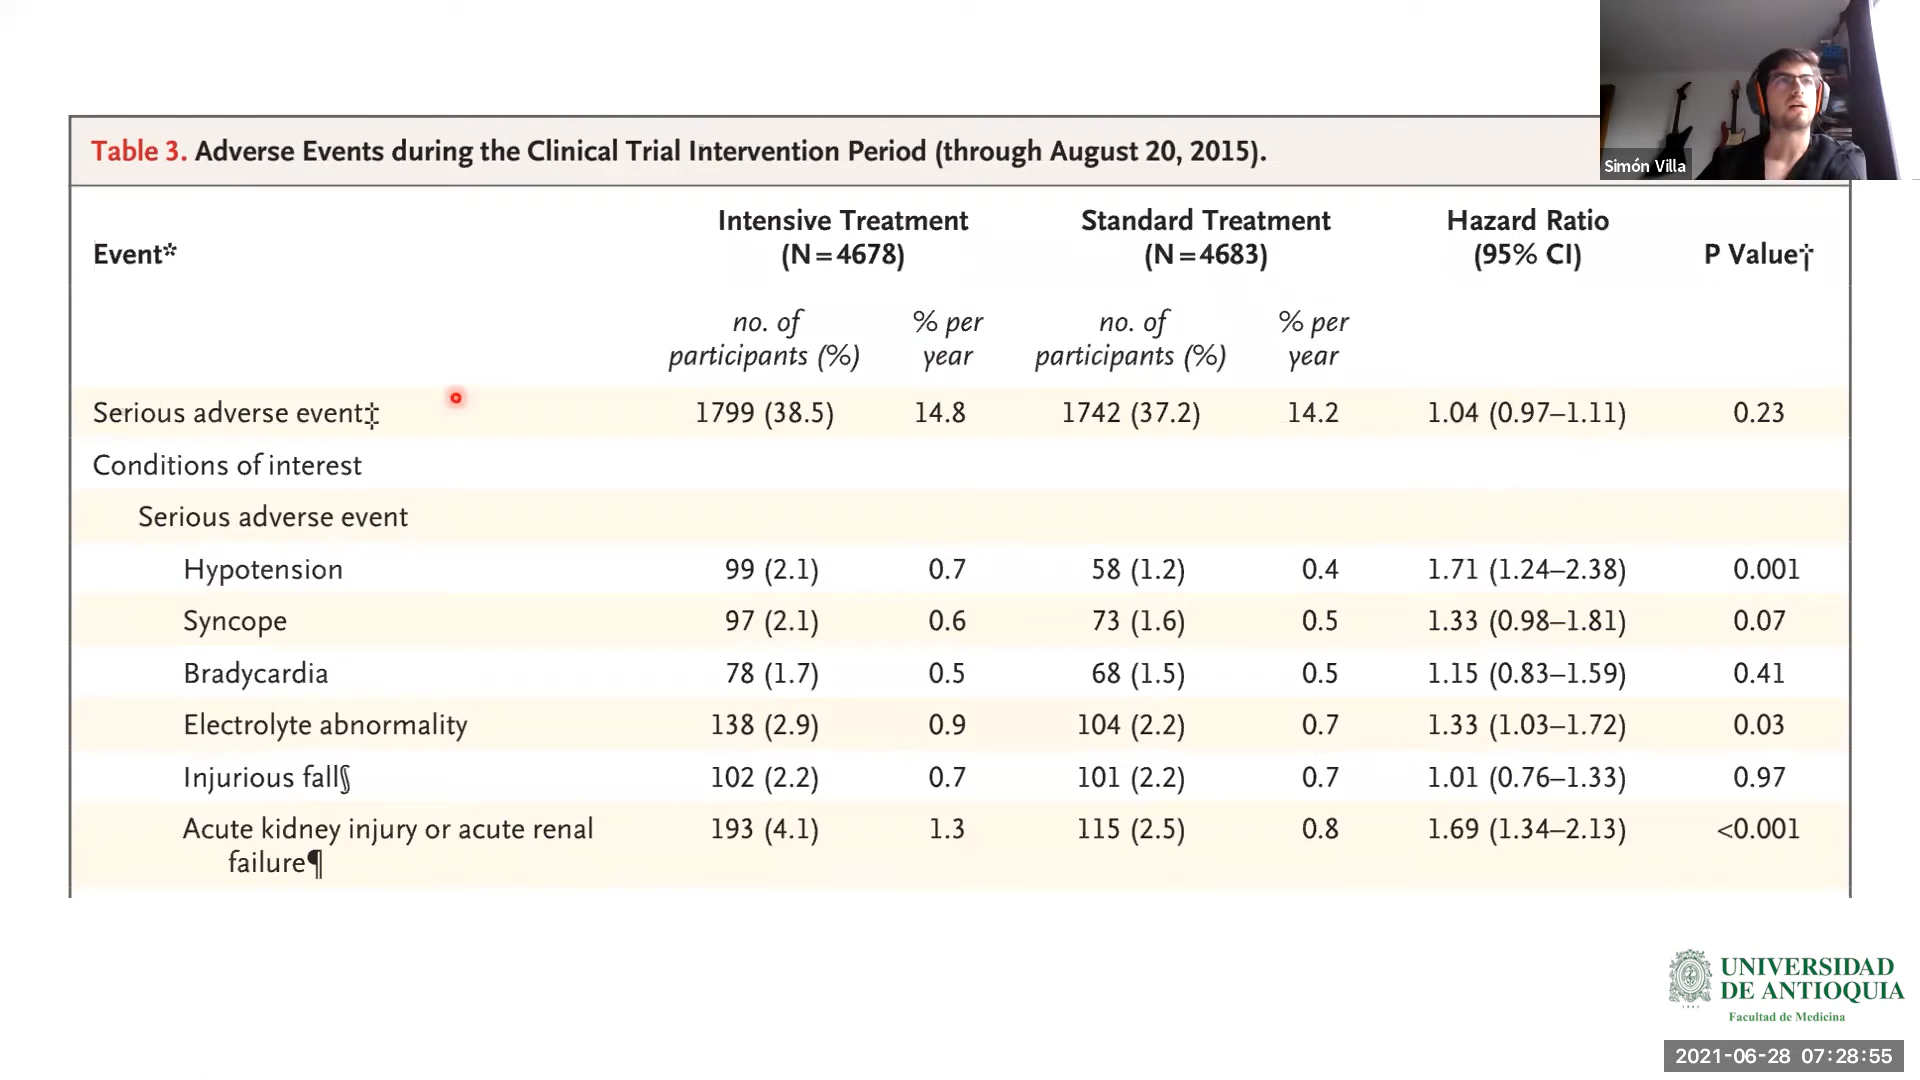 Simón Villa
Table 3. Adverse Events during the Clinical Trial Intervention Period (through August 20, 2015).
Event* Intensive Treatment (N=4678) Standard Treatment (N=4683) Hazard Ratio (95% CI) P Value†
no. of participants (%) % per year no. of participants (%) % per year
Serious adverse event‡ 1799 (38.5) 14.8 1742 (37.2) 14.2 1.04 (0.97–1.11) 0.23
Conditions of interest
Serious adverse event
Hypotension 99 (2.1) 0.7 58 (1.2) 0.4 1.71 (1.24–2.38) 0.001
Syncope 97 (2.1) 0.6 73 (1.6) 0.5 1.33 (0.98–1.81) 0.07
Bradycardia 78 (1.7) 0.5 68 (1.5) 0.5 1.15 (0.83–1.59) 0.41
Electrolyte abnormality 138 (2.9) 0.9 104 (2.2) 0.7 1.33 (1.03–1.72) 0.03
Injurious fall§ 102 (2.2) 0.7 101 (2.2) 0.7 1.01 (0.76–1.33) 0.97
Acute kidney injury or acute renal 193 (4.1) 1.3 115 (2.5) 0.8 1.69 (1.34–2.13) <0.001
failure¶
UNIVERSIDAD
DE ANTIOQUIA
Facultad de Medicina
2021-06-28 07:28:55